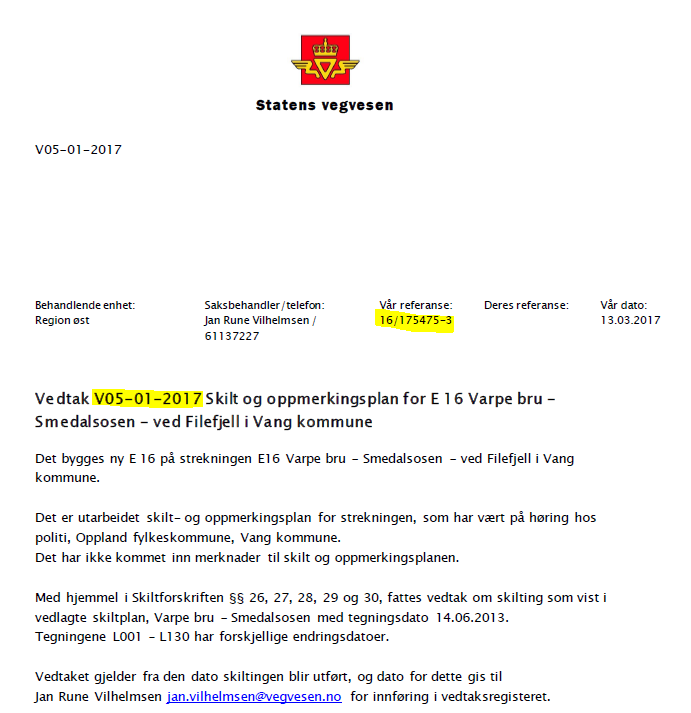 Statens vegvesen
V05-01-2017
Behandlende enhet: Saksbehandler/telefon: Vår referanse: Deres referanse: Vår dato:
Region øst Jan Rune Vilhelmsen / 16/175475-3 13.03.2017
61137227
Vedtak V05-01-2017 Skilt og oppmerkingsplan for E 16 Varpe bru -
Smedalsosen - ved Filefjell i Vang kommune
Det bygges ny E 16 på strekningen E16 Varpe bru - Smedalsosen - ved Filefjell i Vang
kommune.
Det er utarbeidet skilt- og oppmerkingsplan for strekningen, som har vært på høring hos
politi, Oppland fylkeskommune, Vang kommune.
Det har ikke kommet inn merknader til skilt og oppmerkingsplanen.
Med hjemmel i Skiltforskriften §§ 26, 27, 28, 29 og 30, fattes vedtak om skilting som vist i
vedlagte skiltplan, Varpe bru - Smedalsosen med tegningsdato 14.06.2013.
Tegningene L001 - L130 har forskjellige endringsdatoer.
Vedtaket gjelder fra den dato skiltingen blir utført, og dato for dette gis til
Jan Rune Vilhelmsen jan.vilhelmsen@vegvesen.no for innføring i vedtaksregisteret.